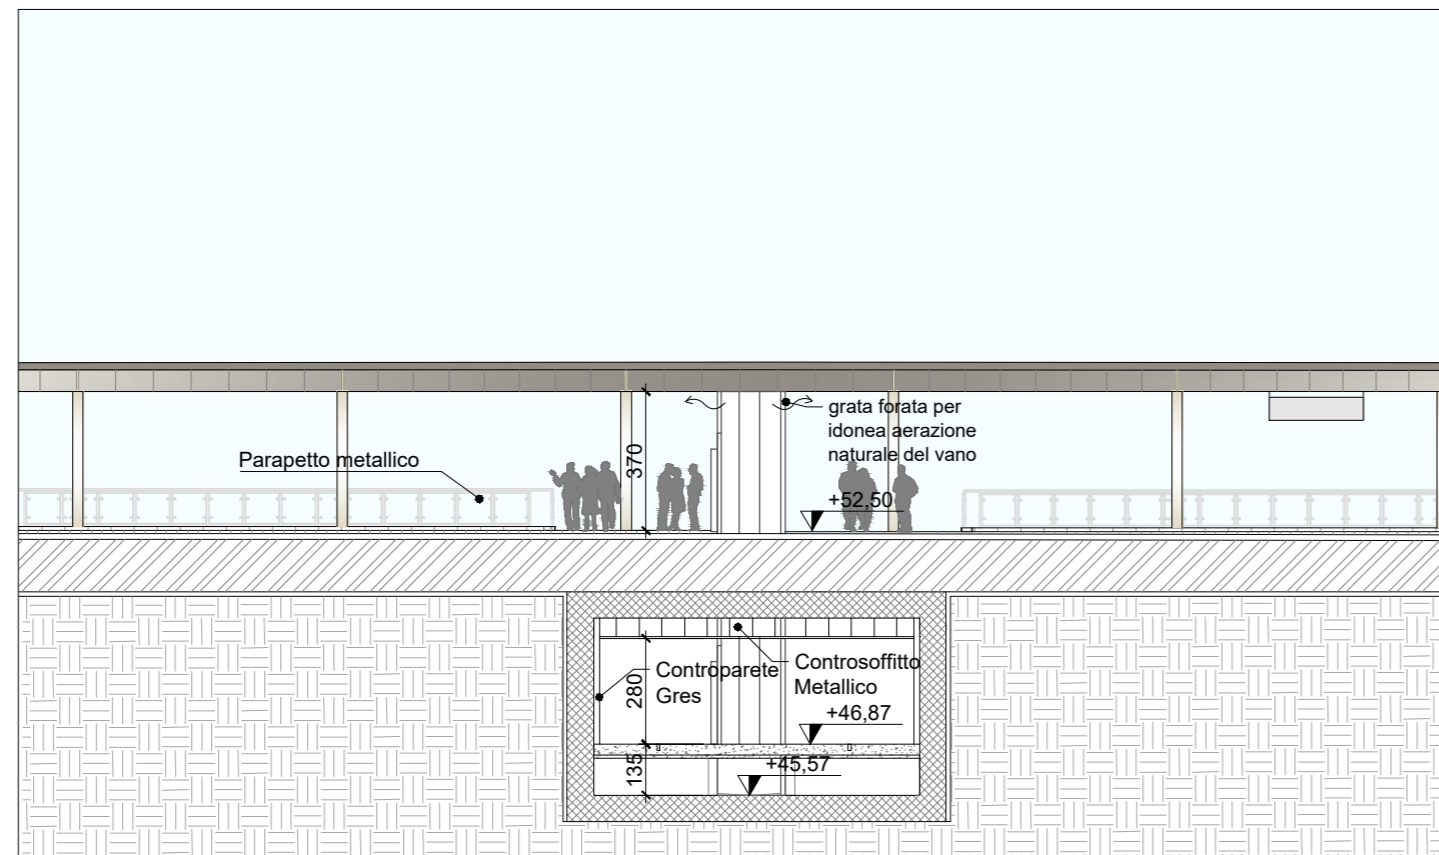 grata forata per
idonea aerazione
naturale del vano
370
Parapetto metallico
+52,50
Controparete
Gres
Controsoffitto
Metallico
280
+46,87
135
+45,57